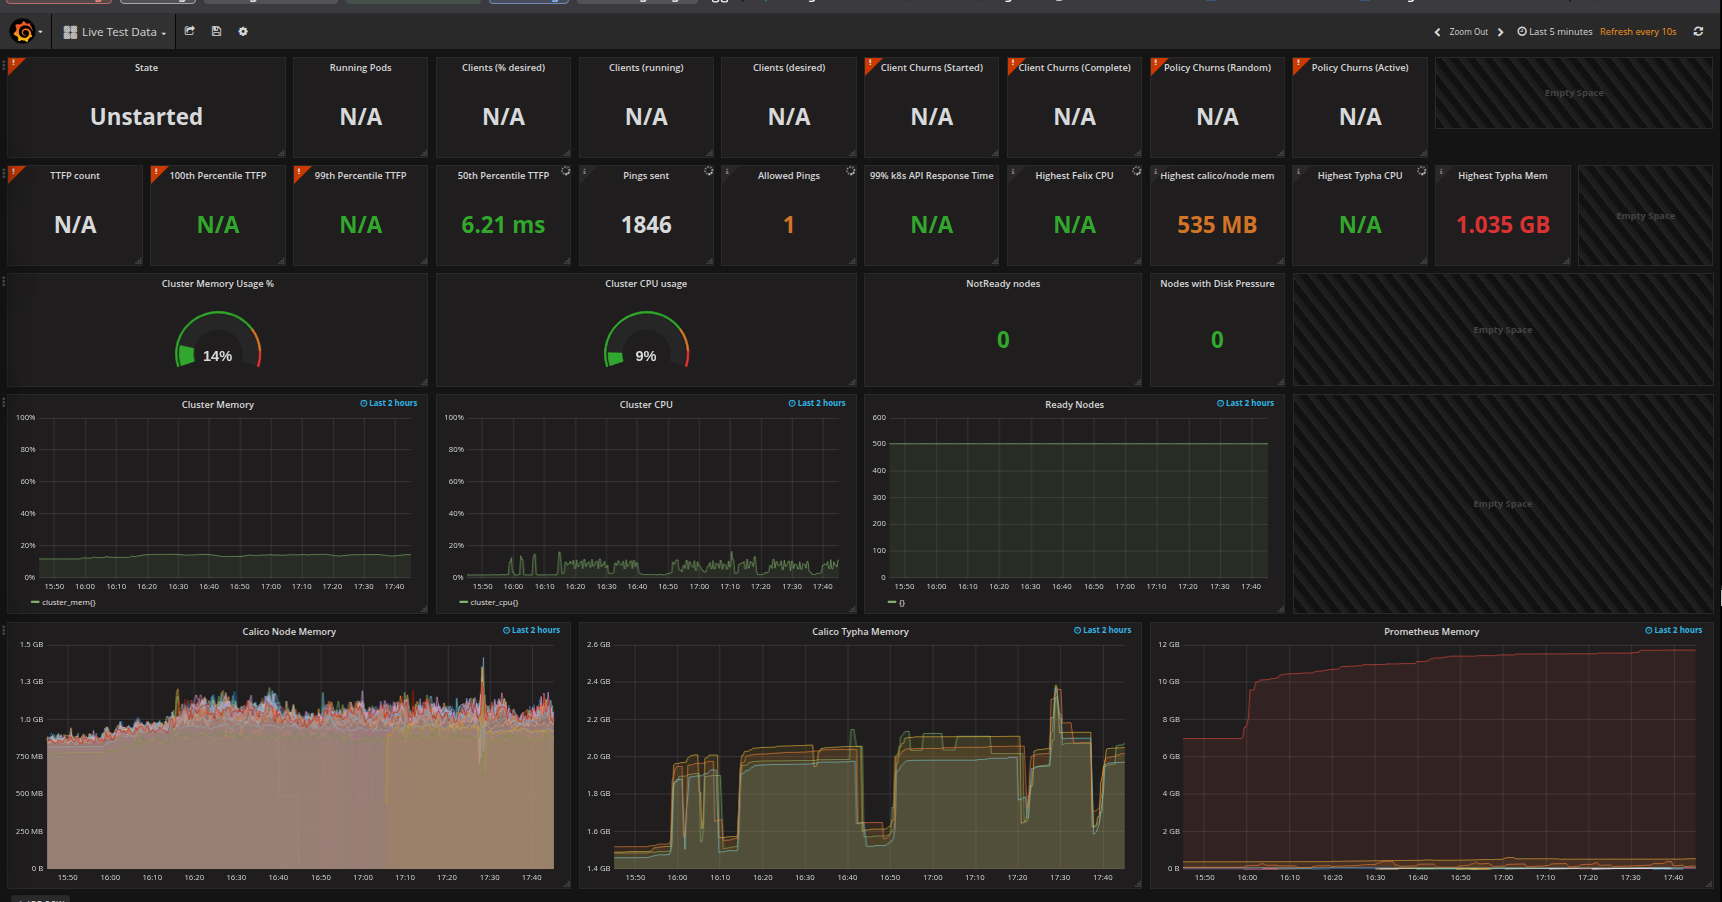 Live Test Data
Zoom Out
Last 5 minutes
Refresh every 10s
State
Unstarted
Running Pods
N/A
Clients (% desired)
N/A
Clients (running)
N/A
Clients (desired)
N/A
Client Churns (Started)
N/A
Client Churns (Complete)
N/A
Policy Churns (Random)
N/A
Policy Churns (Active)
N/A
Empty Space
TTFP count
N/A
100th Percentile TTFP
N/A
99th Percentile TTFP
N/A
50th Percentile TTFP
6.21 ms
Pings sent
1846
Allowed Pings
1
99% k8s API Response Time
N/A
Highest Felix CPU
N/A
Highest calico/node mem
535 MB
Highest Typha CPU
N/A
Highest Typha Mem
1.035 GB
Empty Space
Cluster Memory Usage %
14%
Cluster CPU usage
9%
NotReady nodes
0
Nodes with Disk Pressure
0
Empty Space
Cluster Memory
Last 2 hours
100%
80%
60%
40%
20%
0%
15:50 16:00 16:10 16:20 16:30 16:40 16:50 17:00 17:10 17:20 17:30 17:40
cluster_mem{}
Cluster CPU
Last 2 hours
100%
80%
60%
40%
20%
0%
15:50 16:00 16:10 16:20 16:30 16:40 16:50 17:00 17:10 17:20 17:30 17:40
cluster_cpu{}
Ready Nodes
Last 2 hours
600
500
400
300
200
100
0
15:50 16:00 16:10 16:20 16:30 16:40 16:50 17:00 17:10 17:20 17:30 17:40
{}
Empty Space
Calico Node Memory
Last 2 hours
1.5 GB
1.3 GB
1.0 GB
750 MB
500 MB
250 MB
0 B
15:50 16:00 16:10 16:20 16:30 16:40 16:50 17:00 17:10 17:20 17:30 17:40
Calico Typha Memory
Last 2 hours
2.6 GB
2.4 GB
2.2 GB
2.0 GB
1.8 GB
1.6 GB
1.4 GB
15:50 16:00 16:10 16:20 16:30 16:40 16:50 17:00 17:10 17:20 17:30 17:40
Prometheus Memory
Last 2 hours
12 GB
10 GB
8 GB
6 GB
4 GB
2 GB
0 B
15:50 16:00 16:10 16:20 16:30 16:40 16:50 17:00 17:10 17:20 17:30 17:40